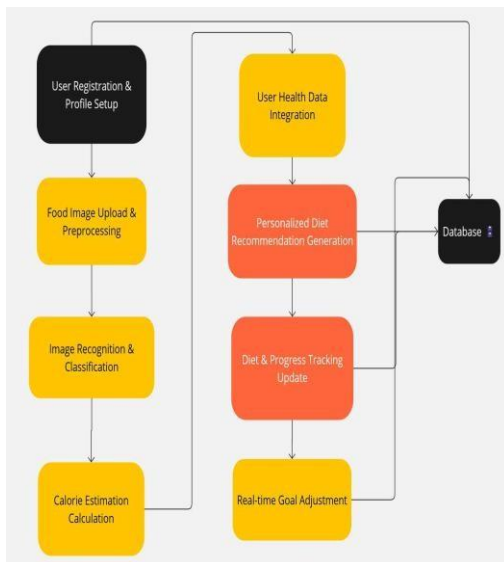 User Registration &
Profile Setup
Food Image Upload &
Preprocessing
Image Recognition &
Classification
Calorie Estimation
Calculation
User Health Data
Integration
Personalized Diet
Recommendation Generation
Diet & Progress Tracking
Update
Real-time Goal Adjustment
Database